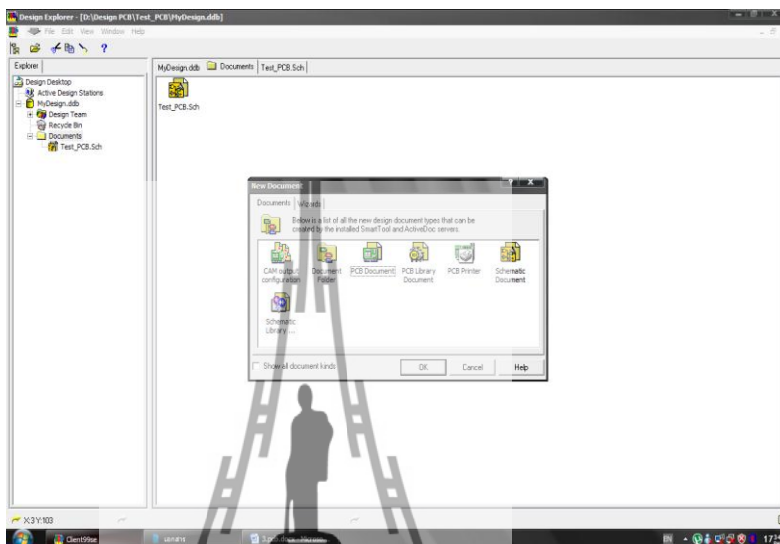 Design Explorer - [D:\Design PCB\Test_PCB\MyDesign.ddb]
File Edit View Window Help
?
Explorer
MyDesign.ddb Documents Test_PCB.Sch
Design Desktop
Active Design Stations
MyDesign.ddb
Design Team
Recycle Bin
Documents
Test_PCB.Sch
Test_PCB.Sch
New Document
Documents Wizards
Below is a list of all the new design document types that can be
created by the installed SmartTool and ActiveDoc servers.
CAM output
configuration
Document
Folder
PCB Document
PCB Library
Document
PCB Printer
Schematic
Document
Schematic
Library ...
Show all document kinds
OK Cancel Help
X:3 Y:103
Client99se
EN